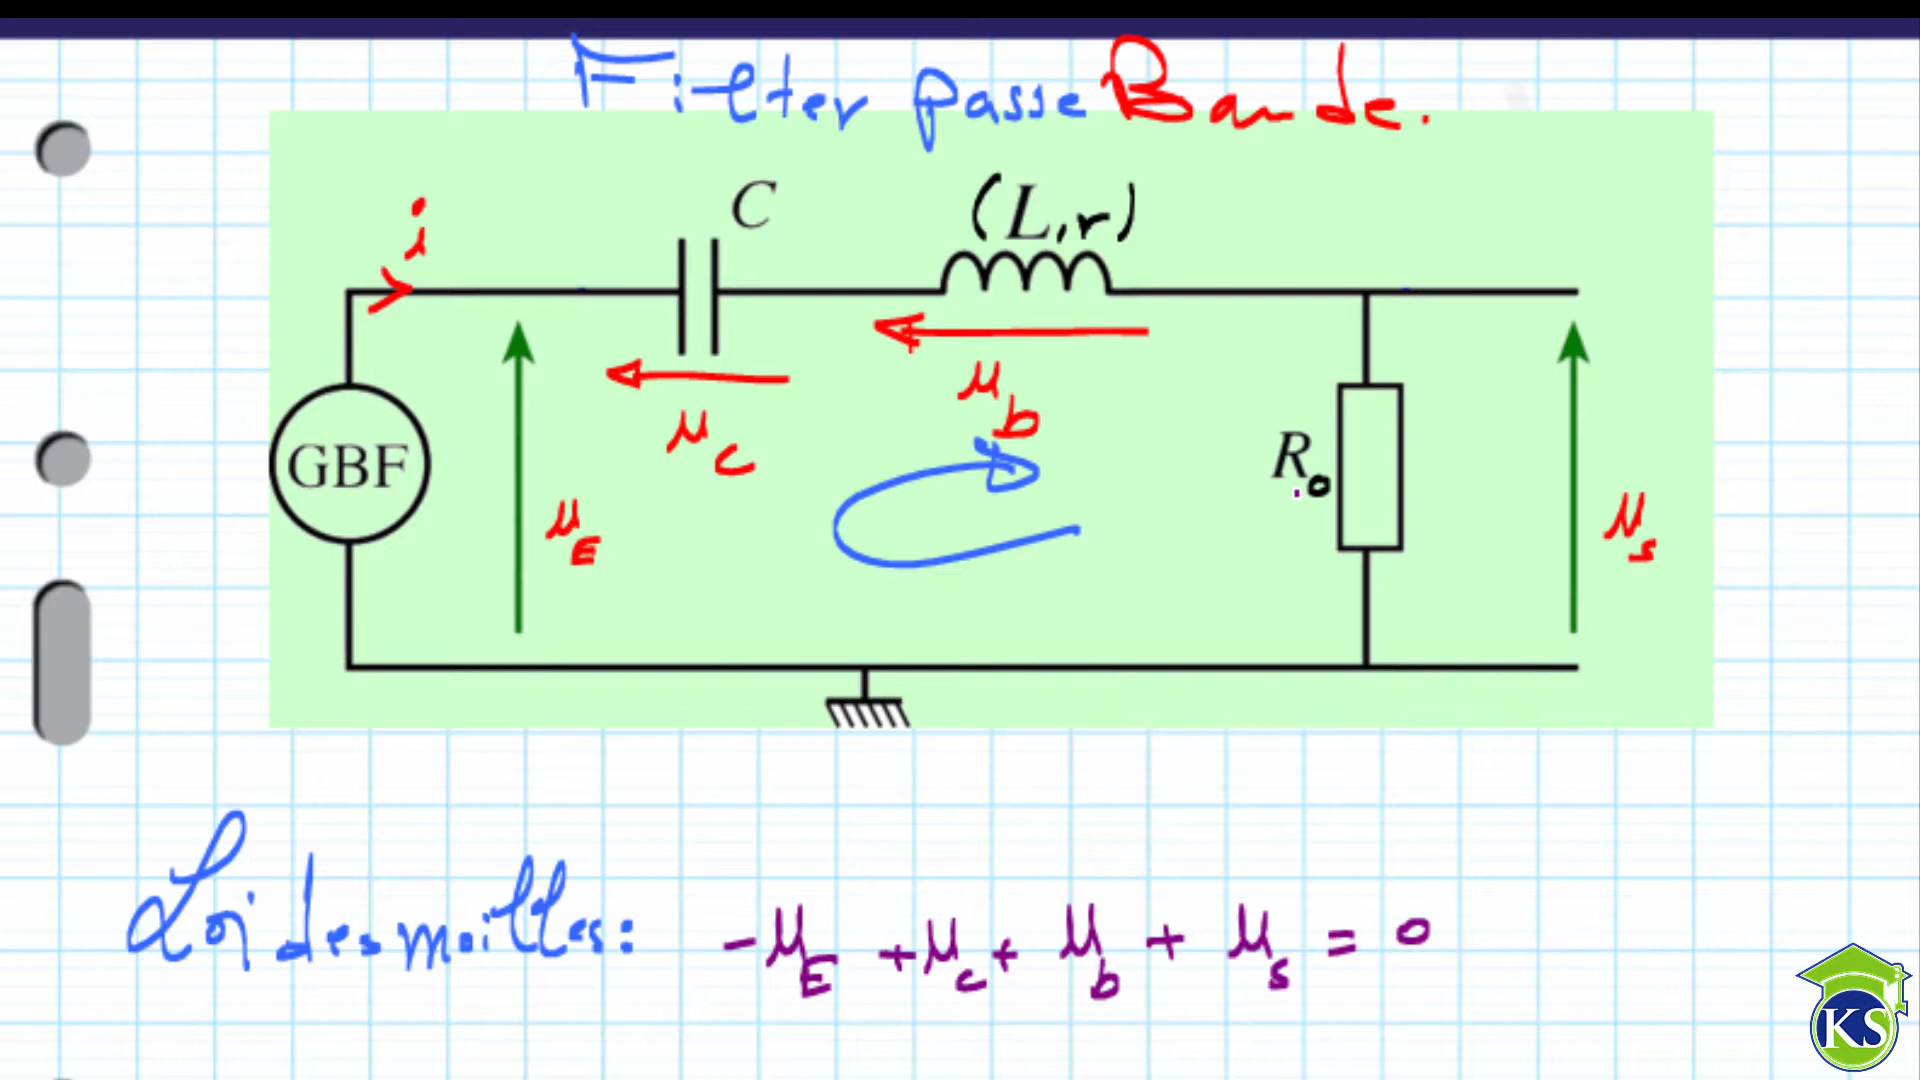 Filter passe Bande.
i
C
(L,r)
u_b
u_c
GBF
R_0
u_E
u_s
Loi des mailles: -u_E + u_c + u_b + u_s = 0
KS